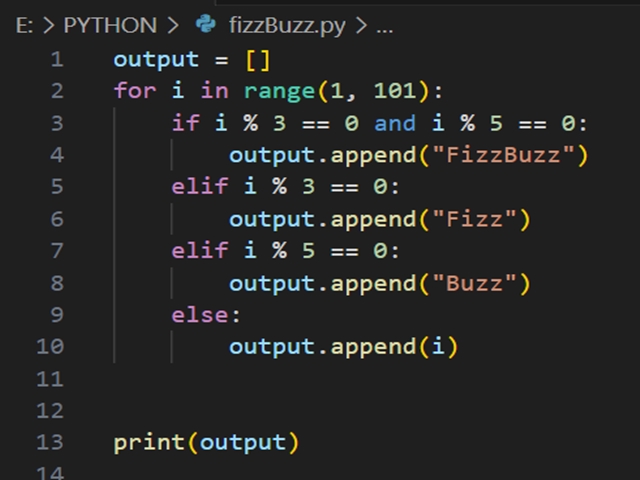 E: > PYTHON > fizzBuzz.py > ...
1 output = []
2 for i in range(1, 101):
3     if i % 3 == 0 and i % 5 == 0:
4         output.append("FizzBuzz")
5     elif i % 3 == 0:
6         output.append("Fizz")
7     elif i % 5 == 0:
8         output.append("Buzz")
9     else:
10         output.append(i)
11
12
13 print(output)
14